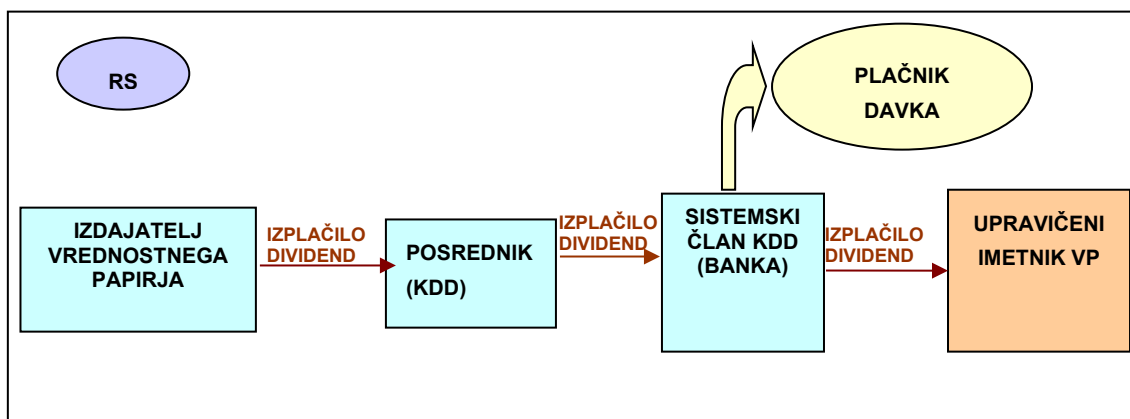 RS
PLAČNIK
DAVKA
IZDAJATELJ
VREDNOSTNEGA
PAPIRJA
IZPLAČILO
DIVIDEND
POSREDNIK
(KDD)
IZPLAČILO
DIVIDEND
SISTEMSKI
ČLAN KDD
(BANKA)
IZPLAČILO
DIVIDEND
UPRAVIČENI
IMETNIK VP